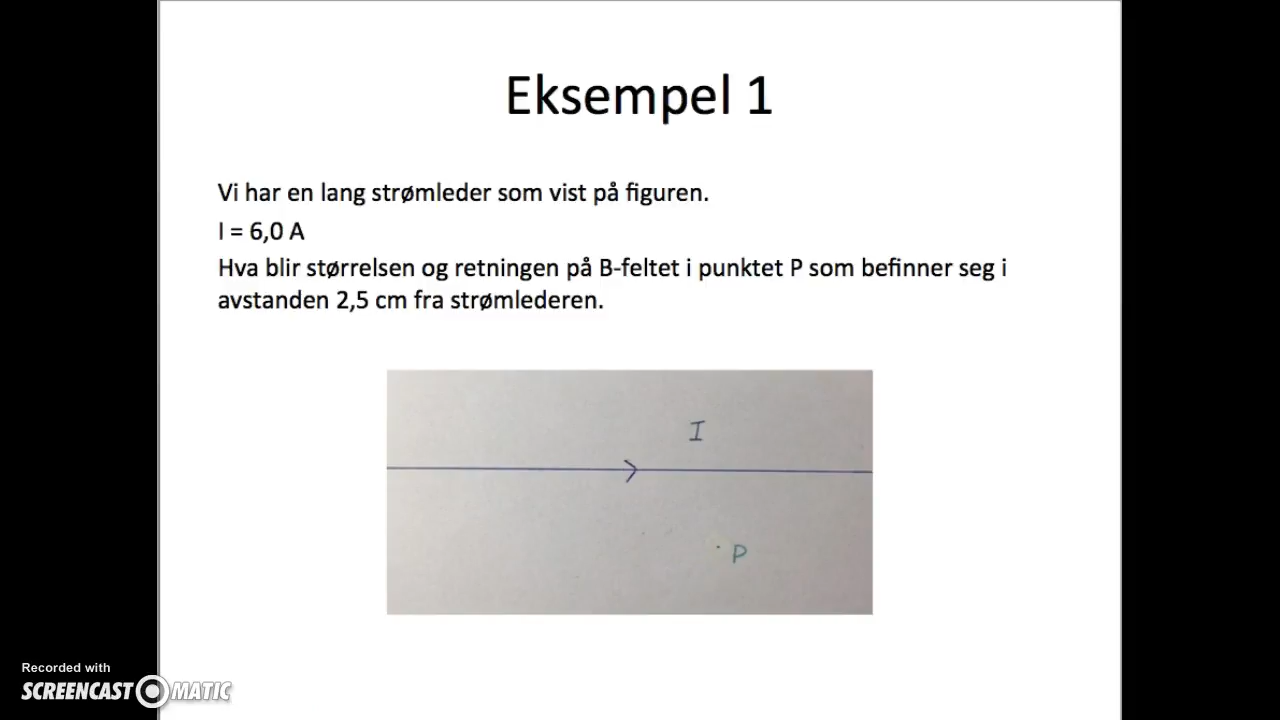 Eksempel 1
Vi har en lang strømleder som vist på figuren.
I = 6,0 A
Hva blir størrelsen og retningen på B-feltet i punktet P som befinner seg i
avstanden 2,5 cm fra strømlederen.
I
P
Recorded with
SCREENCAST O MATIC